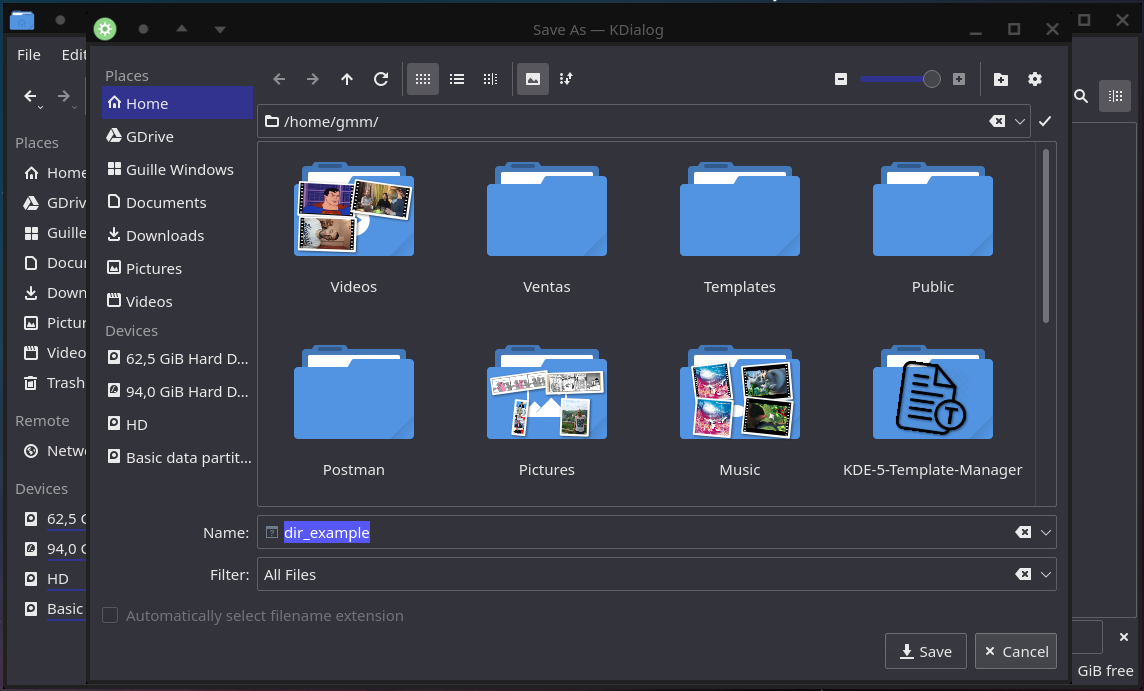 Save As — KDialog
File Edit
Places
Home
GDriv
Guille
Docu
Down
Pictur
Video
Trash
Remote
Netw
Devices
62,5 G
94,0 G
HD
Basic
Places
Home
GDrive
Guille Windows
Documents
Downloads
Pictures
Videos
Devices
62,5 GiB Hard D...
94,0 GiB Hard D...
HD
Basic data partit...
/home/gmm/
Videos Ventas Templates Public
Postman Pictures Music KDE-5-Template-Manager
Name: dir_example
Filter: All Files
Automatically select filename extension
Save Cancel
GiB free